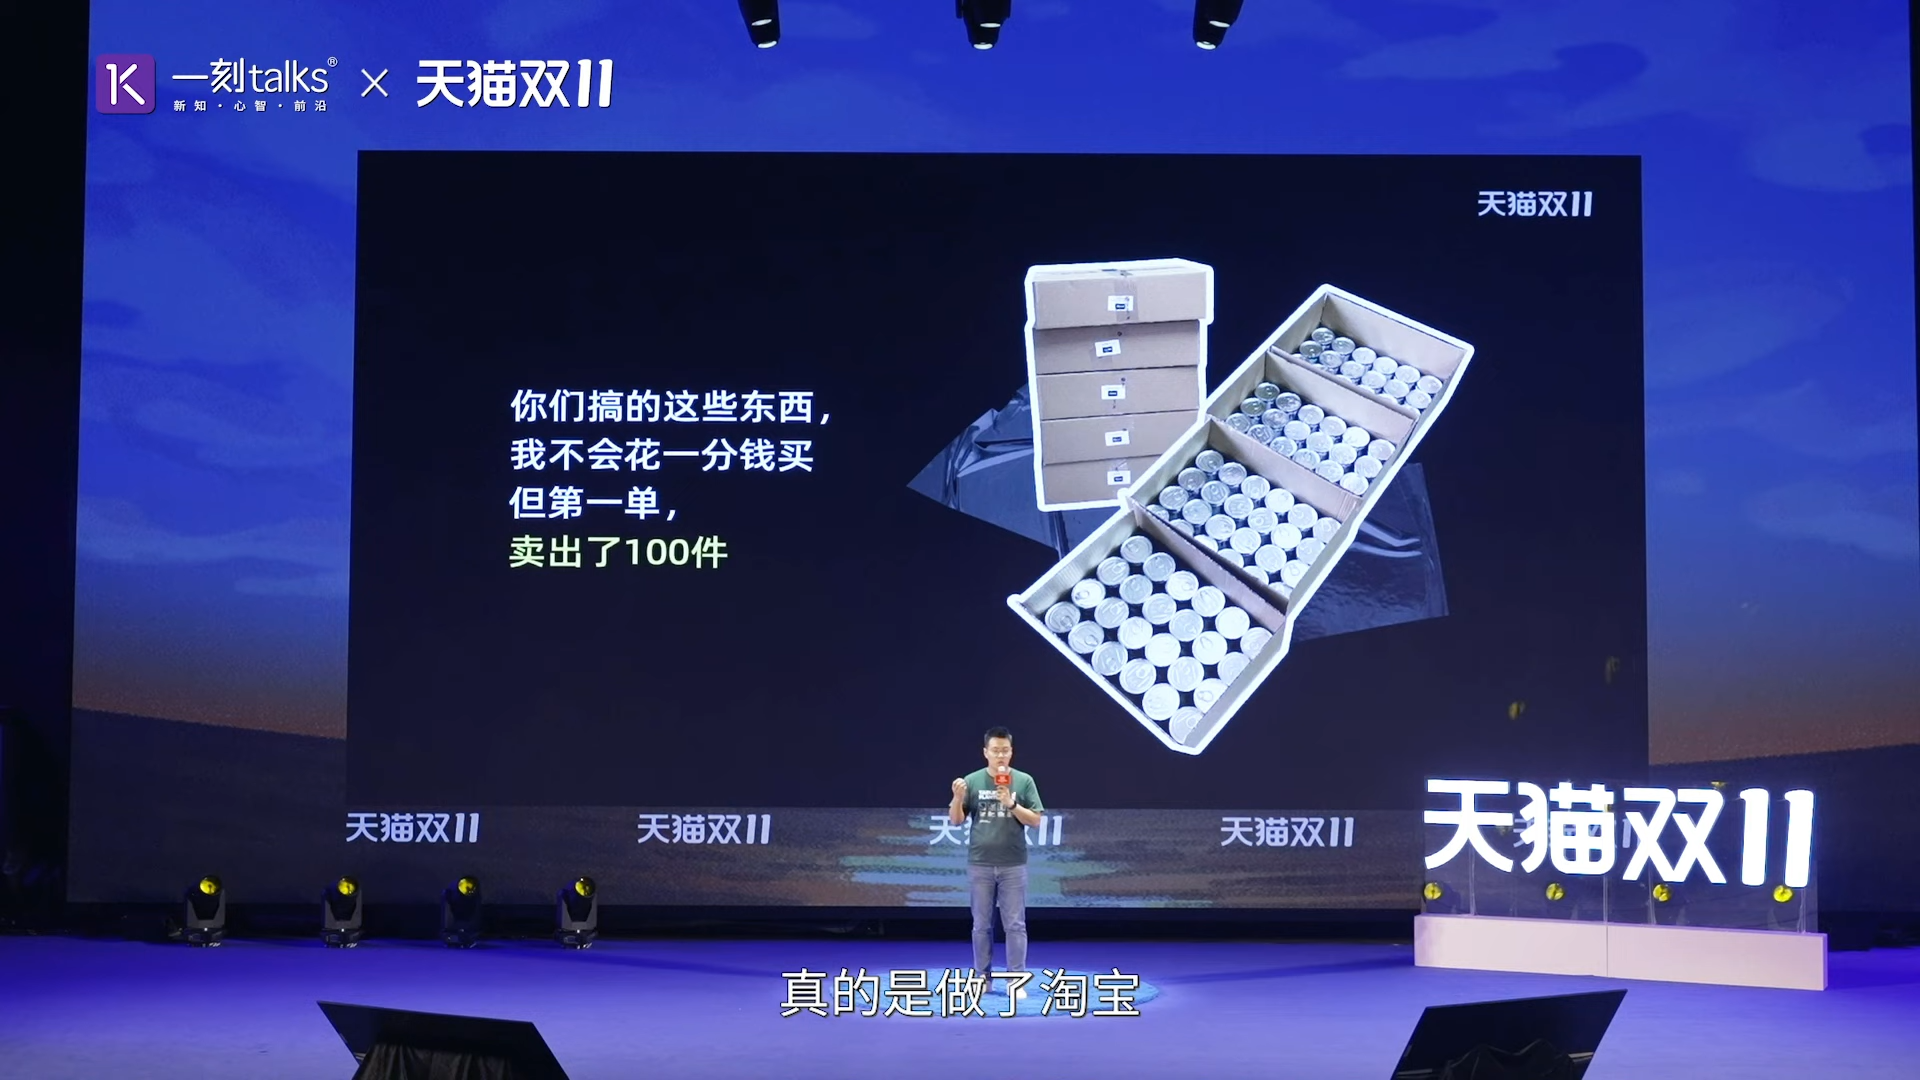 一刻talks® × 天猫双11
新知·心智·前沿
天猫双11
你们搞的这些东西，
我不会花一分钱买
但第一单，
卖出了100件
天猫双11
天猫双11
天猫双11
天猫双11
真的是做了淘宝